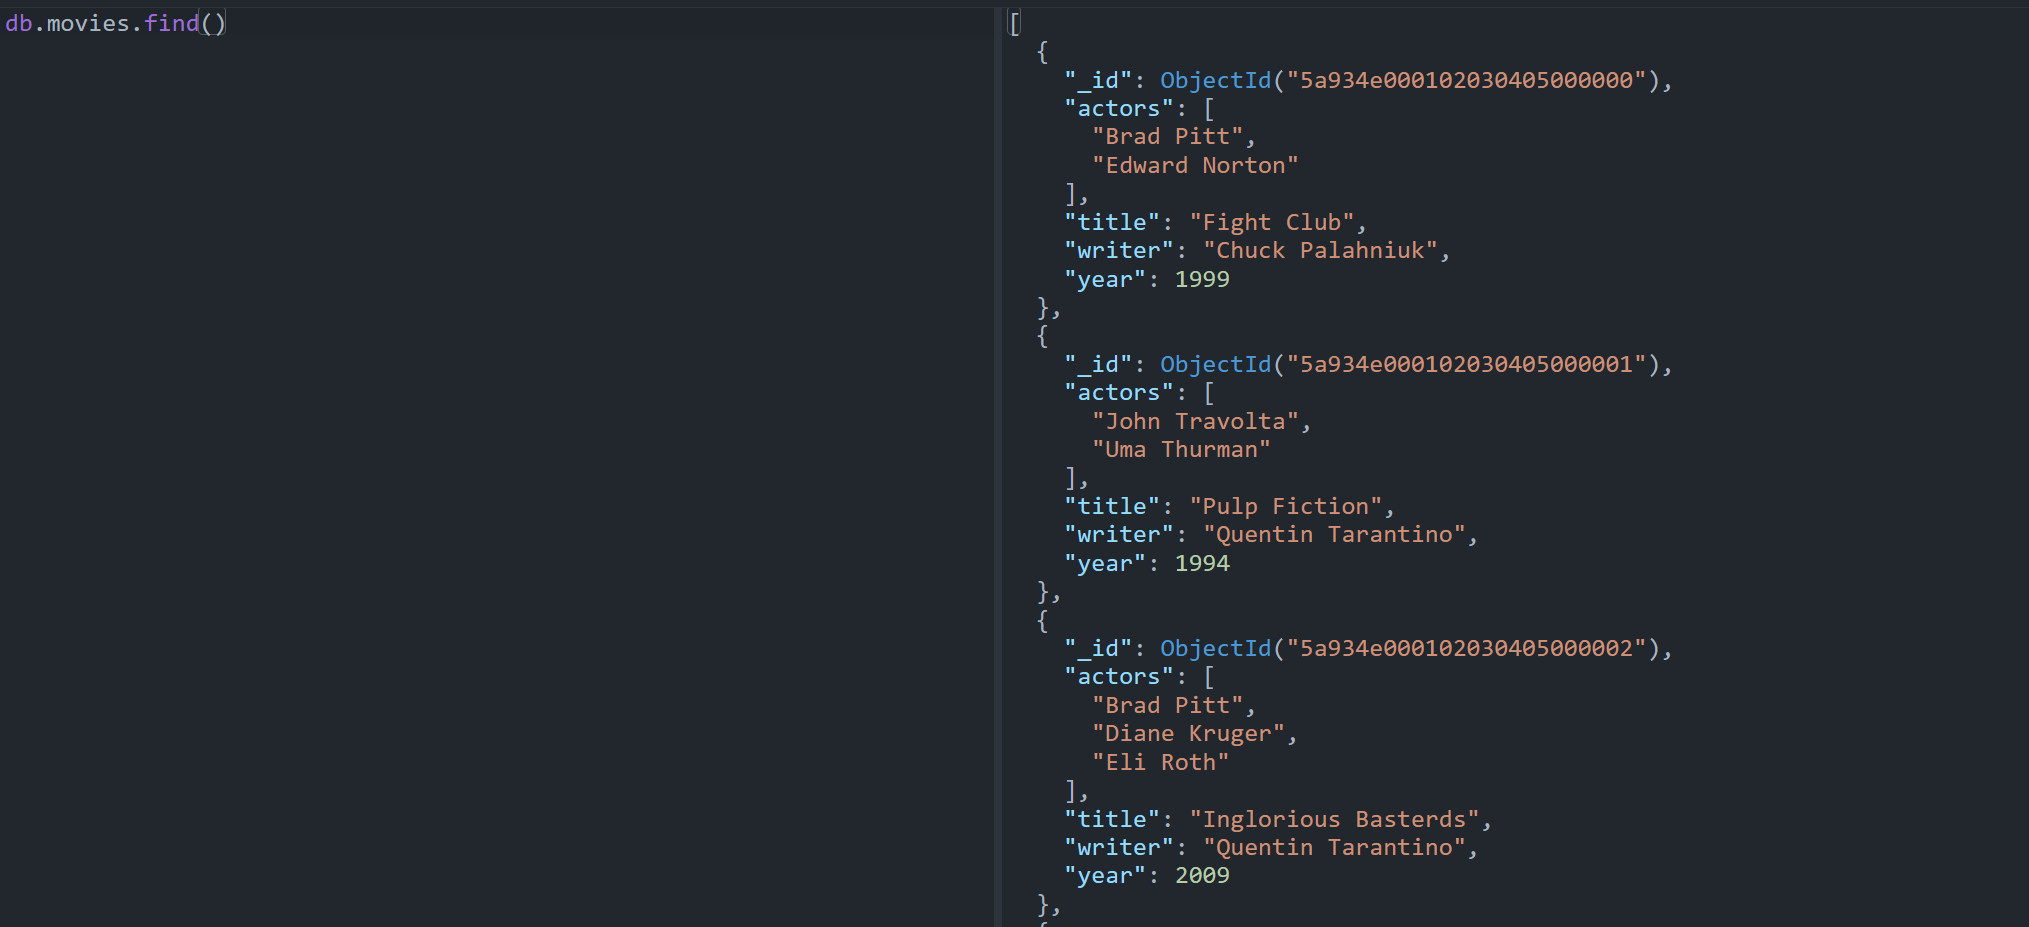 db.movies.find()
[
  {
    "_id": ObjectId("5a934e000102030405000000"),
    "actors": [
      "Brad Pitt",
      "Edward Norton"
    ],
    "title": "Fight Club",
    "writer": "Chuck Palahniuk",
    "year": 1999
  },
  {
    "_id": ObjectId("5a934e000102030405000001"),
    "actors": [
      "John Travolta",
      "Uma Thurman"
    ],
    "title": "Pulp Fiction",
    "writer": "Quentin Tarantino",
    "year": 1994
  },
  {
    "_id": ObjectId("5a934e000102030405000002"),
    "actors": [
      "Brad Pitt",
      "Diane Kruger",
      "Eli Roth"
    ],
    "title": "Inglorious Basterds",
    "writer": "Quentin Tarantino",
    "year": 2009
  },